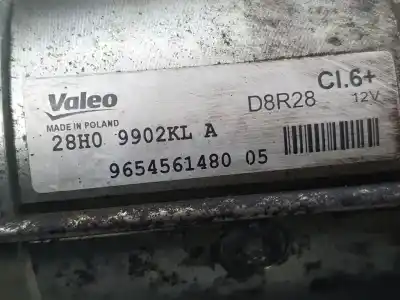 Valeo
MADE IN POLAND
D8R28
Cl.6+
12V
28H0 9902KL A
9654561480 05